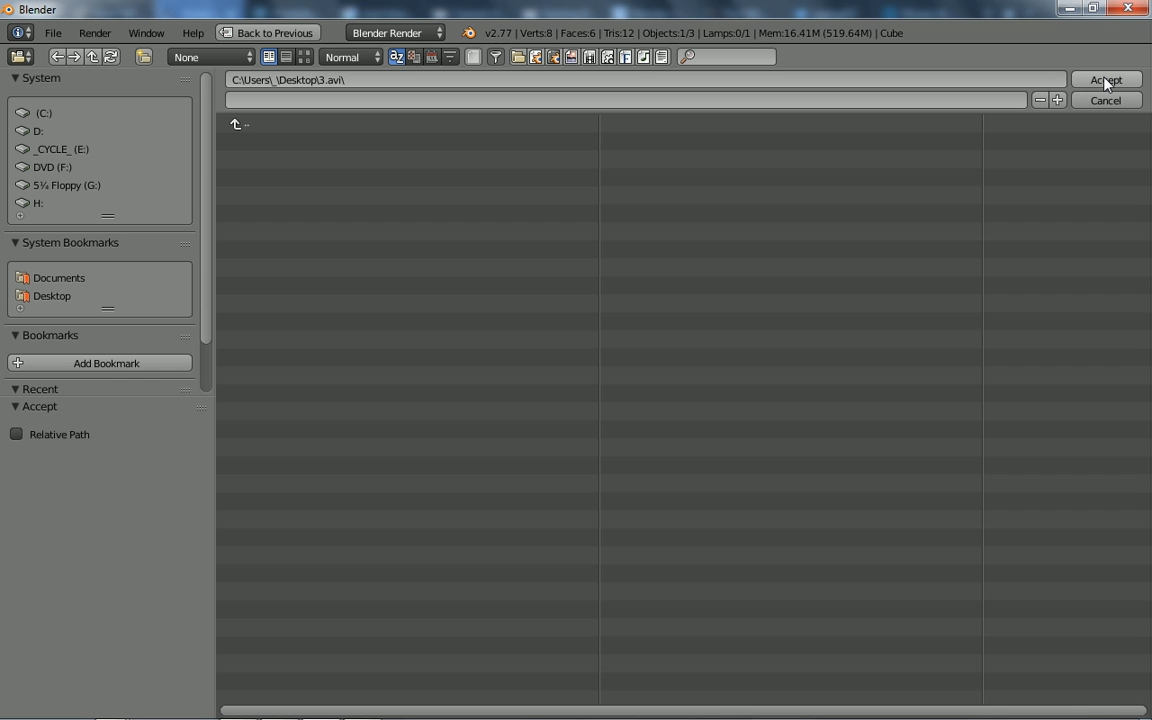 Blender
File Render Window Help Back to Previous Blender Render v2.77 | Verts:8 | Faces:6 | Tris:12 | Objects:1/3 | Lamps:0/1 | Mem:16.41M (519.64M) | Cube
None Normal
System
C:\Users\_\Desktop\3.avi\ Accept
Cancel
..
(C:)
D:
_CYCLE_ (E:)
DVD (F:)
5¼ Floppy (G:)
H:
System Bookmarks
Documents
Desktop
Bookmarks
Add Bookmark
Recent
Accept
Relative Path